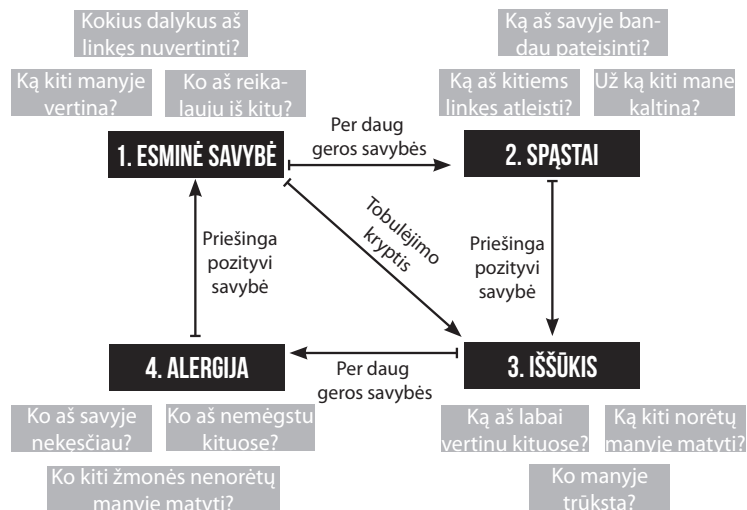 Kokius dalykus aš
linkęs nuvertinti?
Ką kiti manyje
vertina?
Ko aš reika-
lauju iš kitų?
Ką aš savyje ban-
dau pateisinti?
Ką aš kitiems
linkęs atleisti?
Už ką kiti mane
kaltina?
1. ESMINĖ SAVYBĖ
Per daug
geros savybės
2. SPĄSTAI
Tobulėjimo
kryptis
Priešinga
pozityvi
savybė
Priešinga
pozityvi
savybė
4. ALERGIJA
Per daug
geros savybės
3. IŠŠŪKIS
Ko aš savyje
nekęsčiau?
Ko aš nemėgstu
kituose?
Ko kiti žmonės nenorėtų
manyje matyti?
Ką aš labai
vertinu kituose?
Ką kiti norėtų
manyje matyti?
Ko manyje
trūksta?